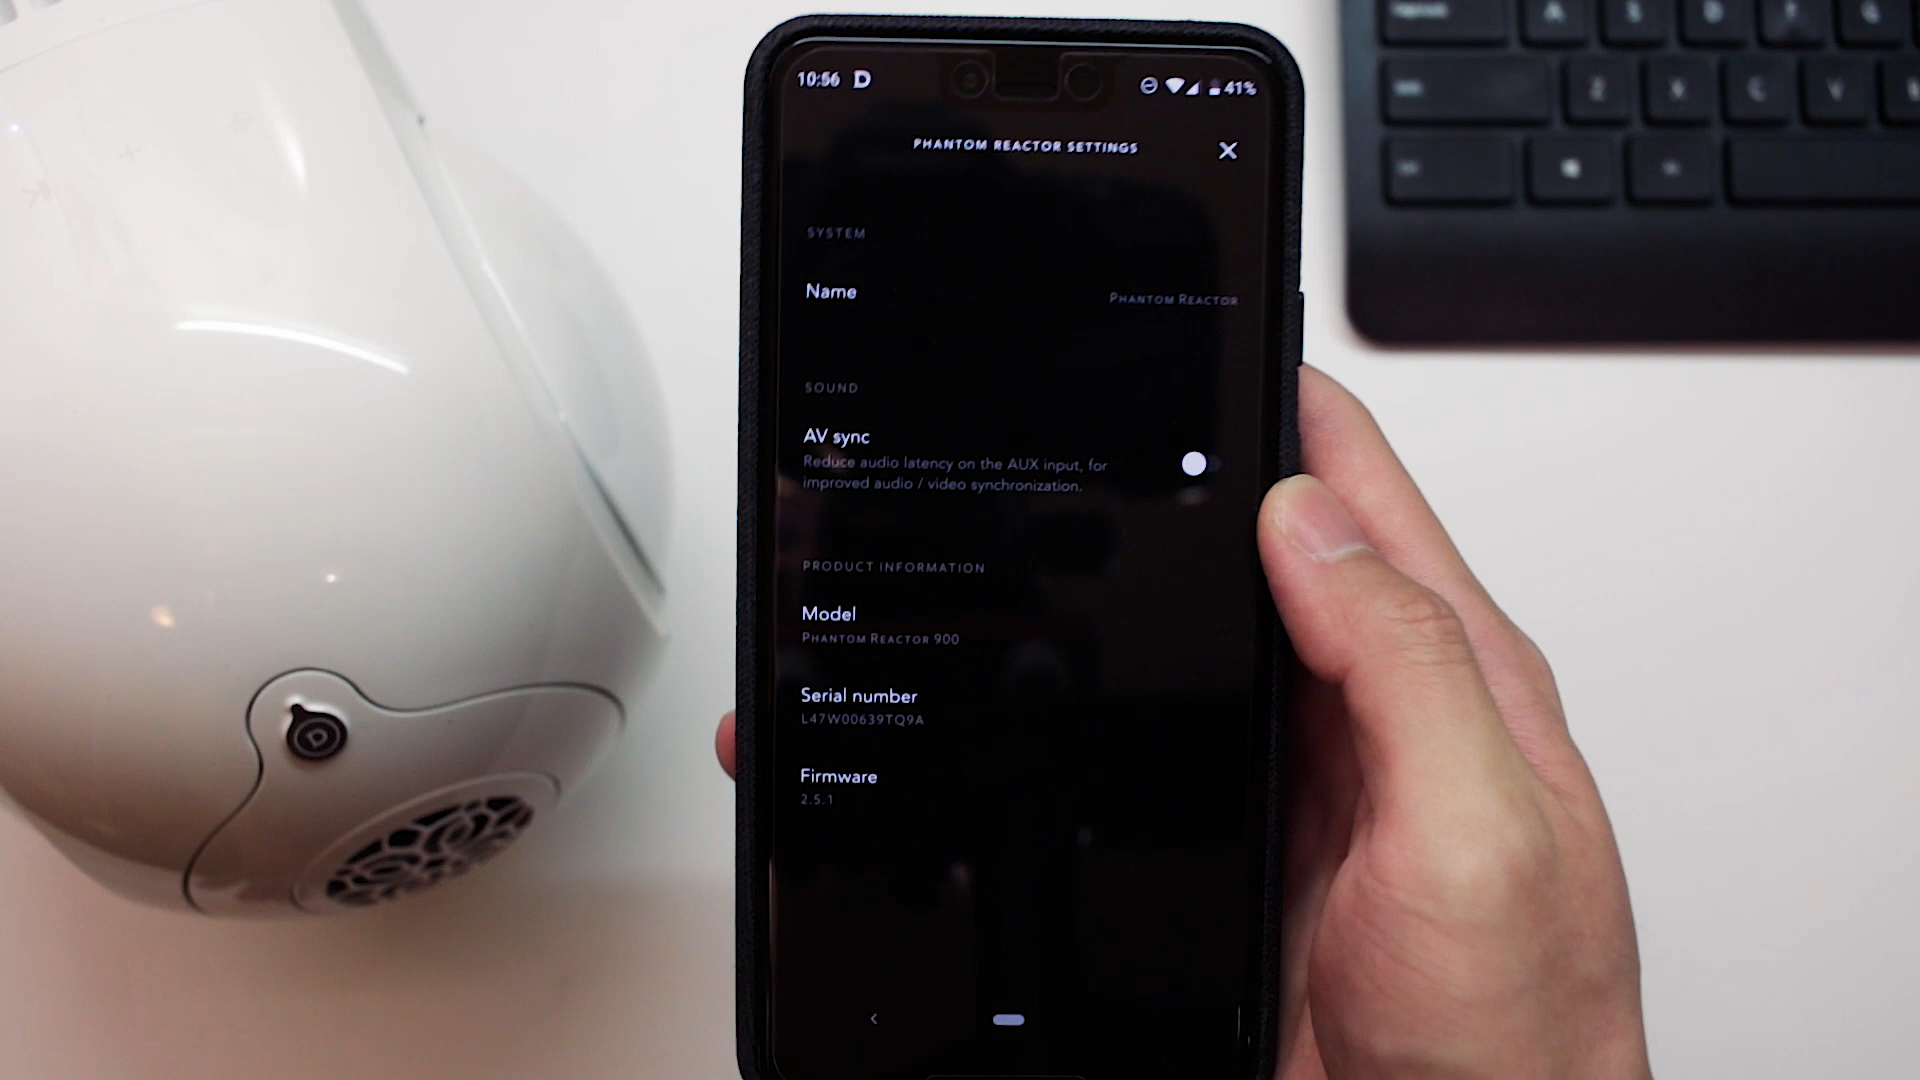 10:56 D 41%
PHANTOM REACTOR SETTINGS
SYSTEM
Name PHANTOM REACTOR
SOUND
AV sync
Reduce audio latency on the AUX input, for
improved audio / video synchronization.
PRODUCT INFORMATION
Model
PHANTOM REACTOR 900
Serial number
L47W00639TQ9A
Firmware
2.5.1
D
A S D F G
Z X C V B